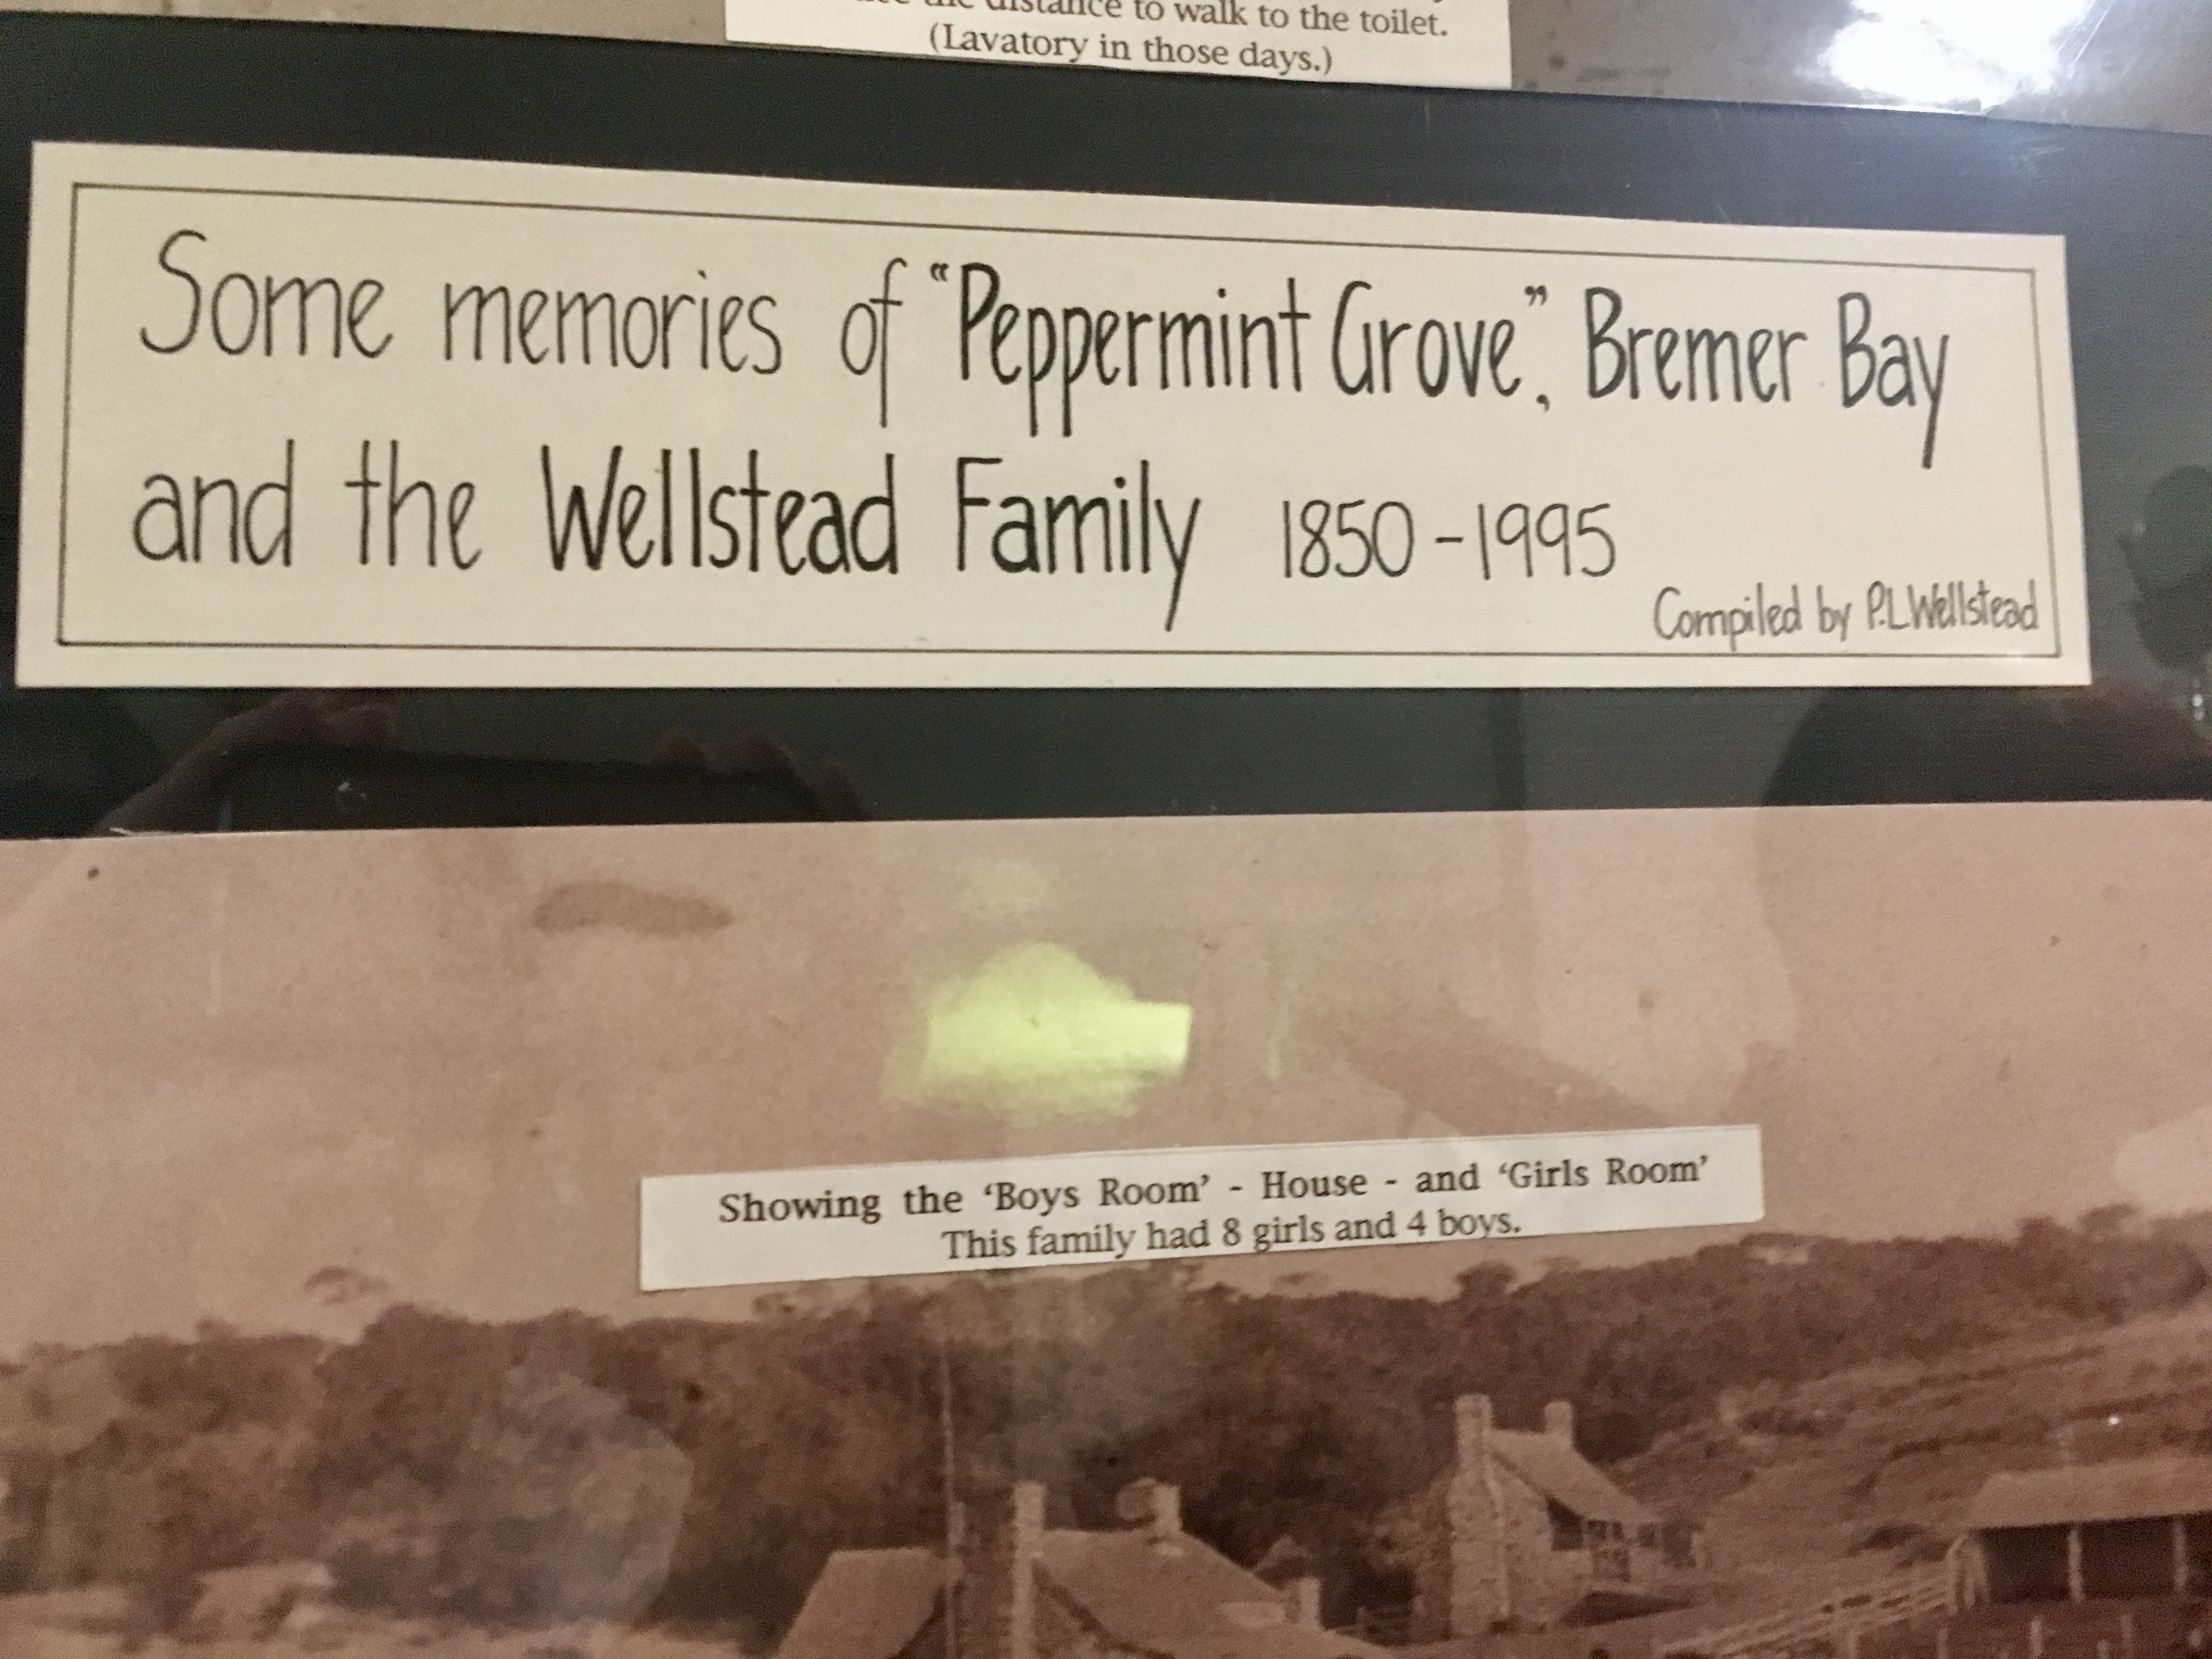 the distance to walk to the toilet.
(Lavatory in those days.)
Some memories of “Peppermint Grove”, Bremer Bay
and the Wellstead Family 1850-1995
Compiled by P.L Wellstead
Showing the ‘Boys Room’ - House - and ‘Girls Room’
This family had 8 girls and 4 boys.